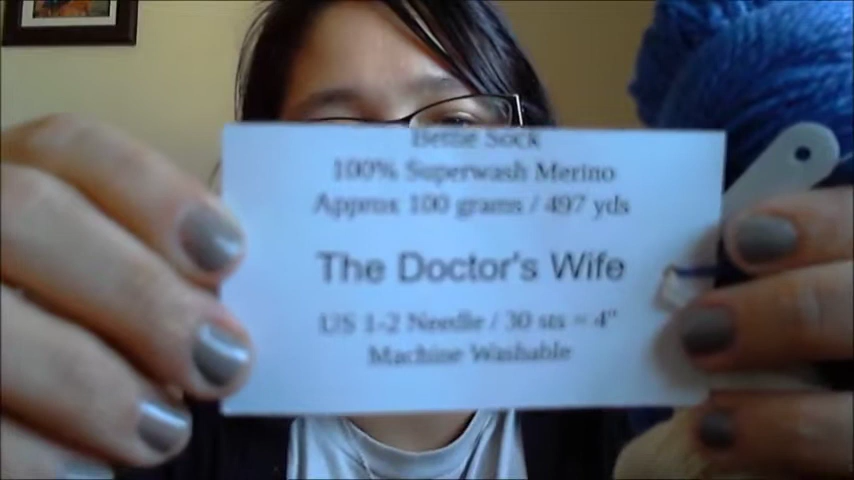 Bettie Sock
100% Superwash Merino
Approx 100 grams / 497 yds
The Doctor's Wife
US 1-2 Needle / 30 sts = 4"
Machine Washable